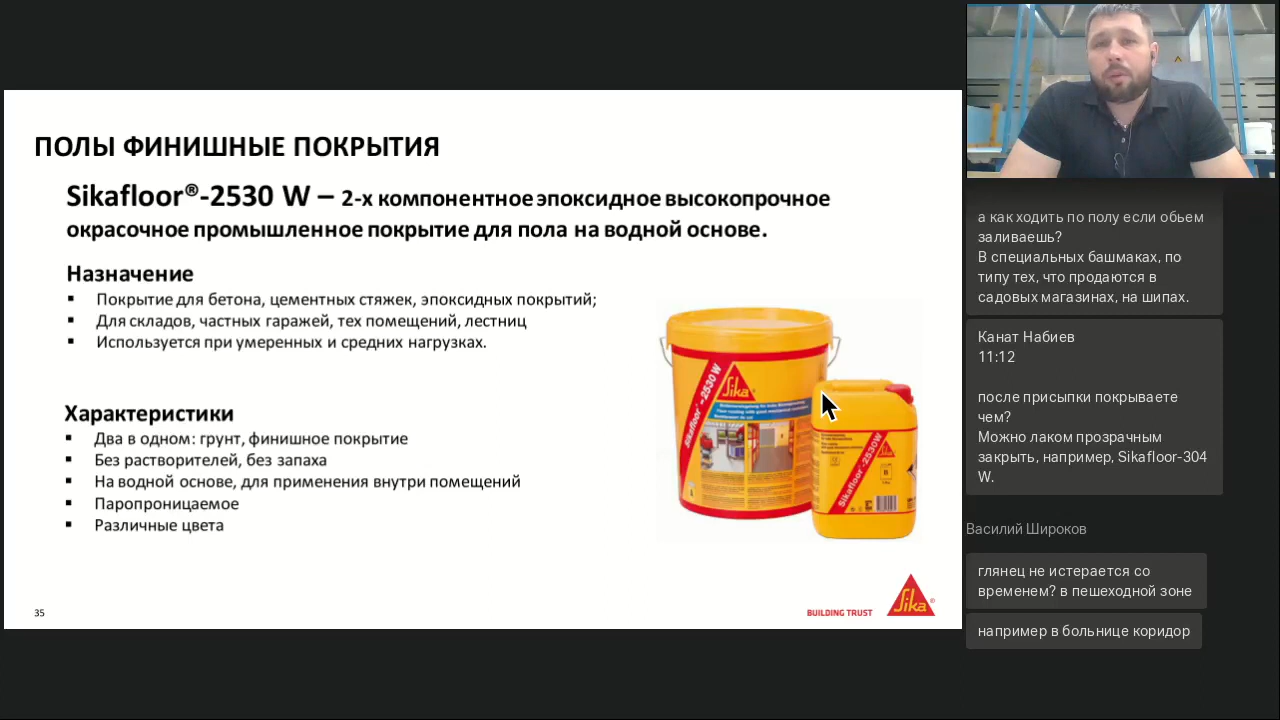 ПОЛЫ ФИНИШНЫЕ ПОКРЫТИЯ
Sikafloor®-2530 W – 2-х компонентное эпоксидное высокопрочное
окрасочное промышленное покрытие для пола на водной основе.
Назначение
▪ Покрытие для бетона, цементных стяжек, эпоксидных покрытий;
▪ Для складов, частных гаражей, тех помещений, лестниц
▪ Используется при умеренных и средних нагрузках.
Характеристики
▪ Два в одном: грунт, финишное покрытие
▪ Без растворителей, без запаха
▪ На водной основе, для применения внутри помещений
▪ Паропроницаемое
▪ Различные цвета
Sika
Sikafloor®-2530 W
Sikafloor®-2530W
35
BUILDING TRUST
Sika®
а как ходить по полу если обьем
заливаешь?
В специальных башмаках, по
типу тех, что продаются в
садовых магазинах, на шипах.
Канат Набиев
11:12
после присыпки покрываете
чем?
Можно лаком прозрачным
закрыть, например, Sikafloor-304
W.
Василий Широков
глянец не истерается со
временем? в пешеходной зоне
например в больнице коридор